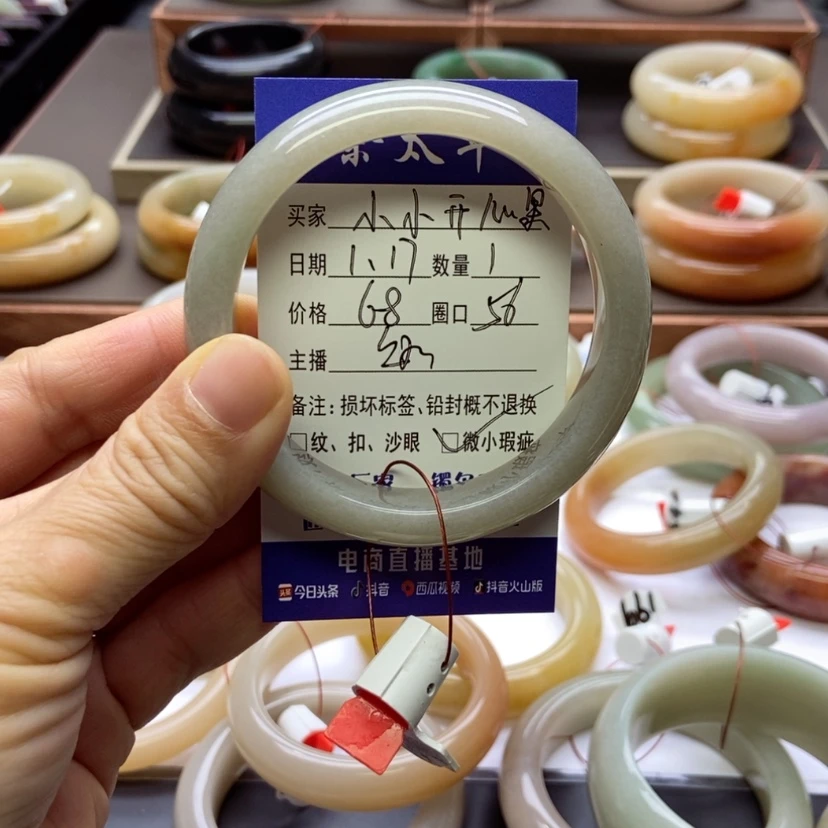 太
买家 小小开心果
日期 1.17 数量 1
价格 68 圈口 56
主播
备注:损坏标签、铅封概不退换
□纹、扣、沙眼 □微小瑕疵
电商直播基地
头条 今日头条 抖音 西瓜视频 抖音火山版